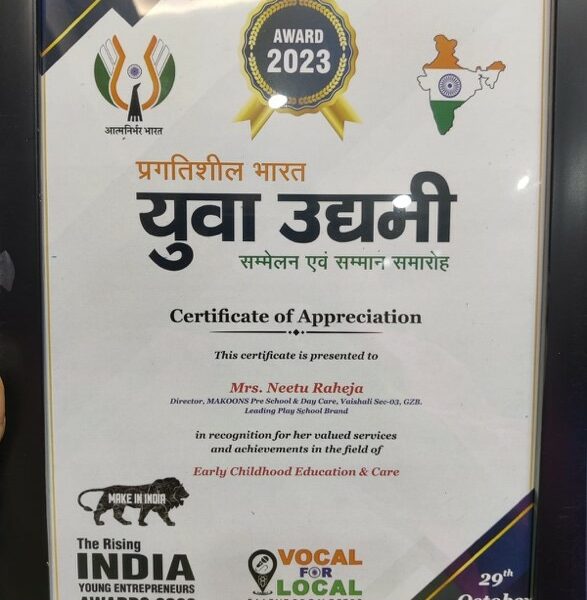 AWARD
2023
आत्मनिर्भर भारत
प्रगतिशील भारत
युवा उद्यमी
सम्मेलन एवं सम्मान समारोह
Certificate of Appreciation
This certificate is presented to
Mrs. Neetu Raheja
Director, MAKOONS Pre School & Day Care, Vaishali Sec-03, GZB.
Leading Play School Brand
in recognition for her valued services
and achievements in the field of
Early Childhood Education & Care
MAKE IN INDIA
The Rising
INDIA
YOUNG ENTREPRENEURS
VOCAL
FOR
LOCAL
29th
October